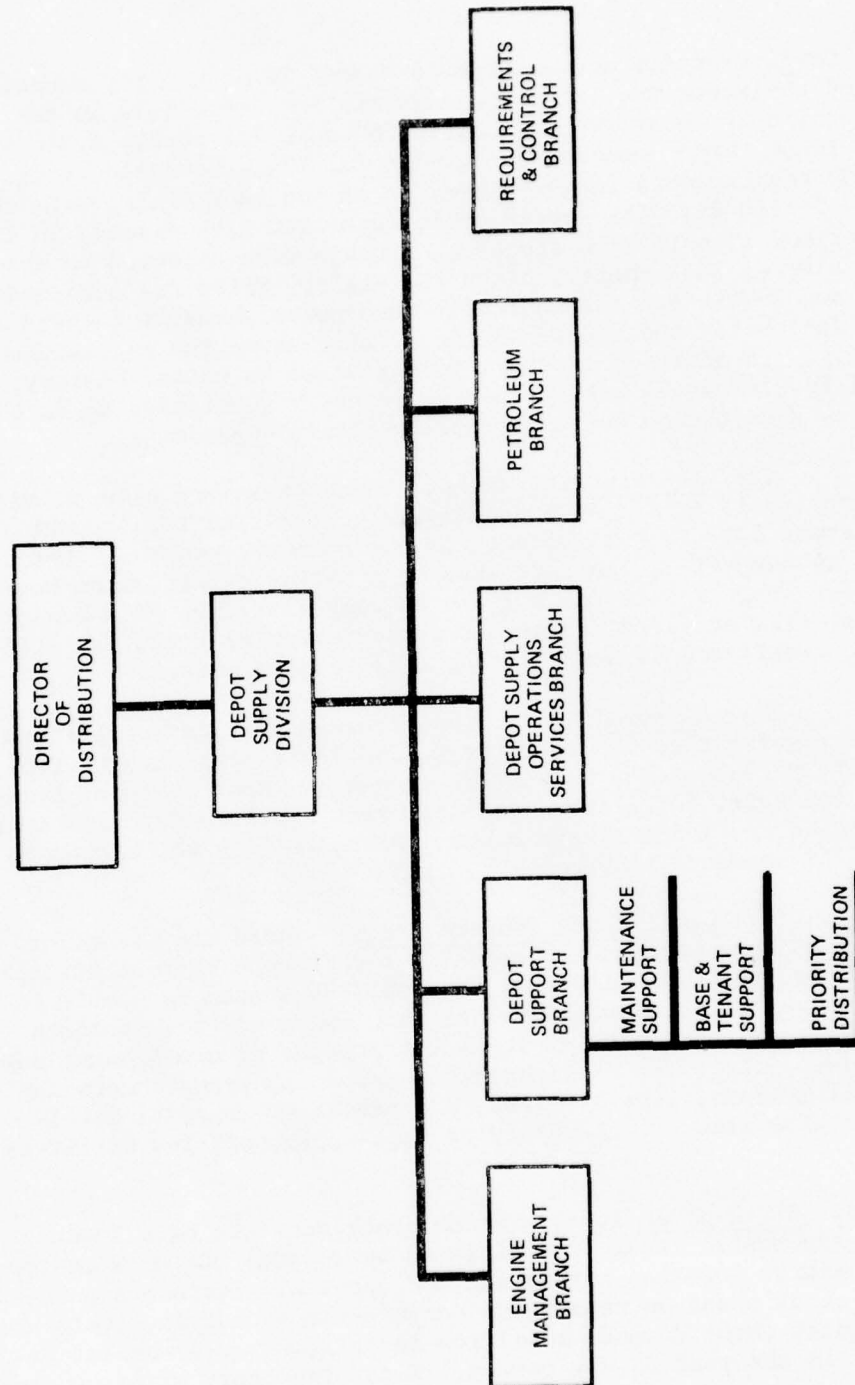 DIRECTOR
OF
DISTRIBUTION
DEPOT
SUPPLY
DIVISION
ENGINE
MANAGEMENT
BRANCH
DEPOT
SUPPORT
BRANCH
DEPOT SUPPLY
OPERATIONS
SERVICES BRANCH
PETROLEUM
BRANCH
REQUIREMENTS
& CONTROL
BRANCH
MAINTENANCE
SUPPORT
BASE &
TENANT
SUPPORT
PRIORITY
DISTRIBUTION